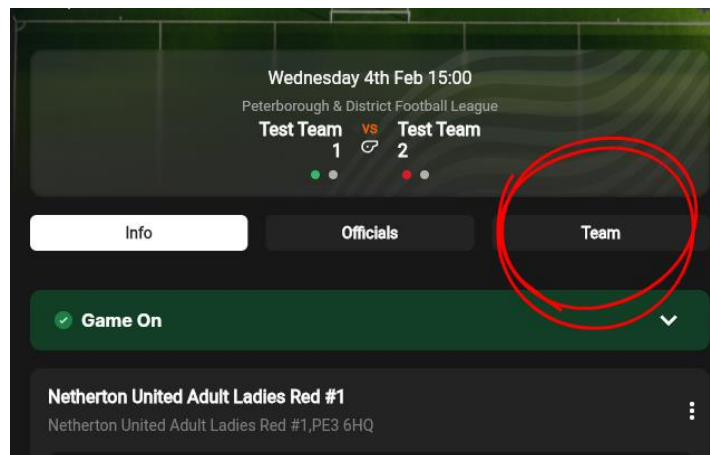 Wednesday 4th Feb 15:00
Peterborough & District Football League
Test Team vs Test Team
1 2
Info Officials Team
Game On
Netherton United Adult Ladies Red #1
Netherton United Adult Ladies Red #1,PE3 6HQ